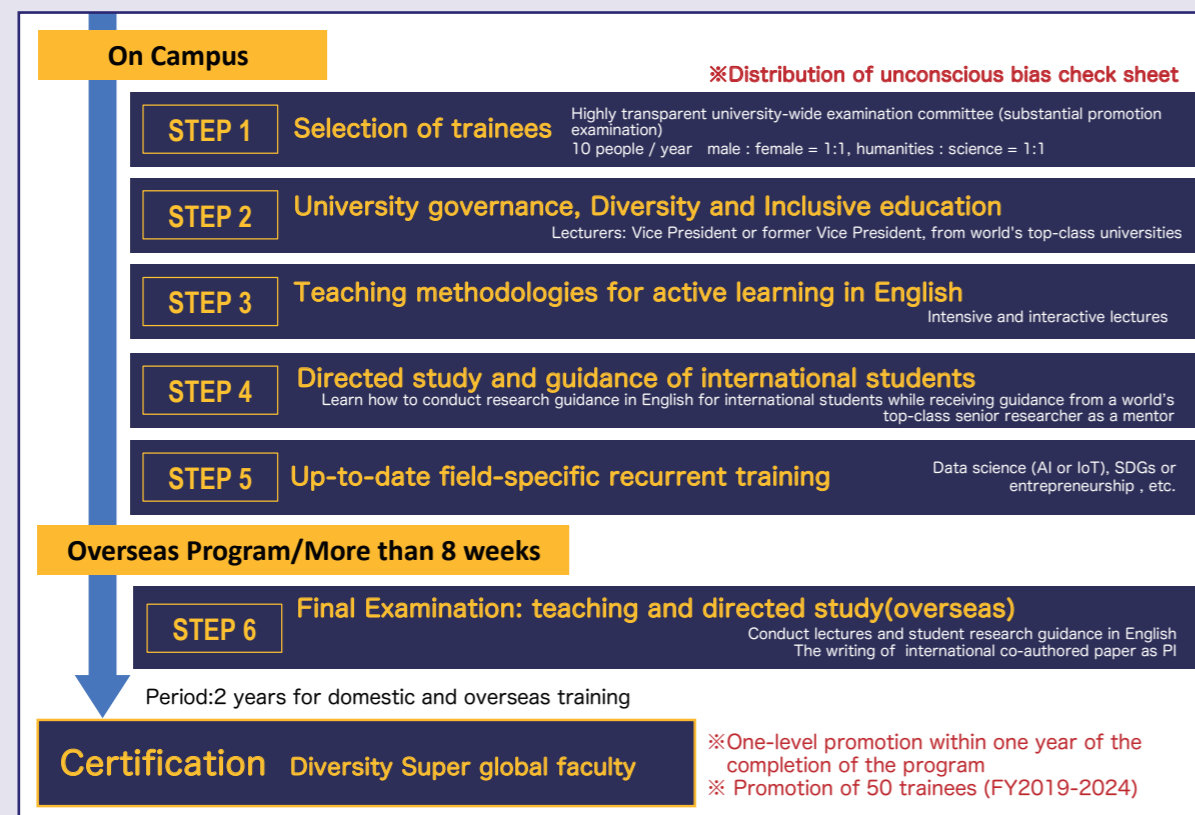 On Campus
※Distribution of unconscious bias check sheet
STEP 1
Selection of trainees
Highly transparent university-wide examination committee (substantial promotion
examination)
10 people / year male : female = 1:1, humanities : science = 1:1
STEP 2
University governance, Diversity and Inclusive education
Lecturers: Vice President or former Vice President, from world's top-class universities
STEP 3
Teaching methodologies for active learning in English
Intensive and interactive lectures
STEP 4
Directed study and guidance of international students
Learn how to conduct research guidance in English for international students while receiving guidance from a world's
top-class senior researcher as a mentor
STEP 5
Up-to-date field-specific recurrent training
Data science (AI or IoT), SDGs or
entrepreneurship , etc.
Overseas Program/More than 8 weeks
STEP 6
Final Examination: teaching and directed study(overseas)
Conduct lectures and student research guidance in English
The writing of international co-authored paper as PI
Period:2 years for domestic and overseas training
Certification Diversity Super global faculty
※One-level promotion within one year of the
completion of the program
※ Promotion of 50 trainees (FY2019-2024)